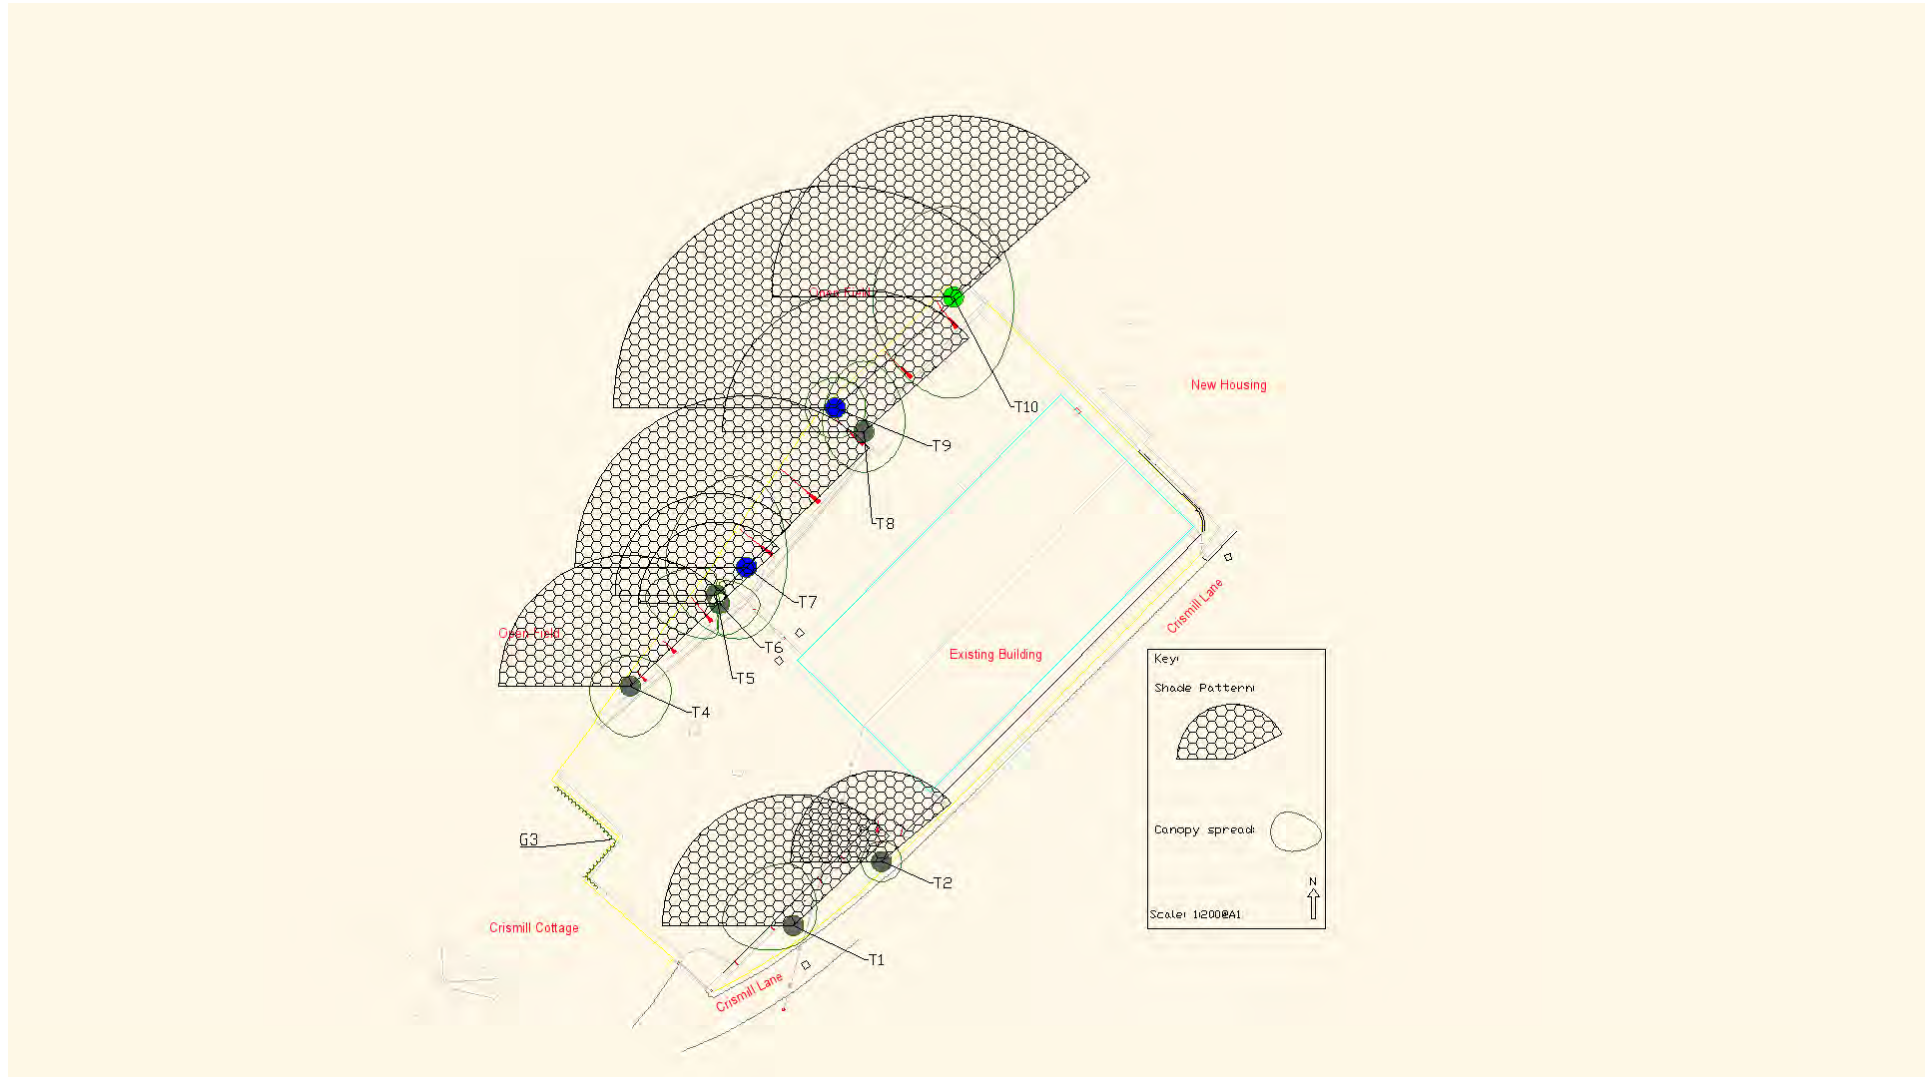 Open Field
New Housing
T10
T9
T8
T7
T6
T5
T4
Open Field
Existing Building
Crismill Lane
Key:
Shade Pattern:
Canopy spread:
N
Scale: 1:200@A1
G3
T2
T1
Crismill Cottage
Crismill Lane